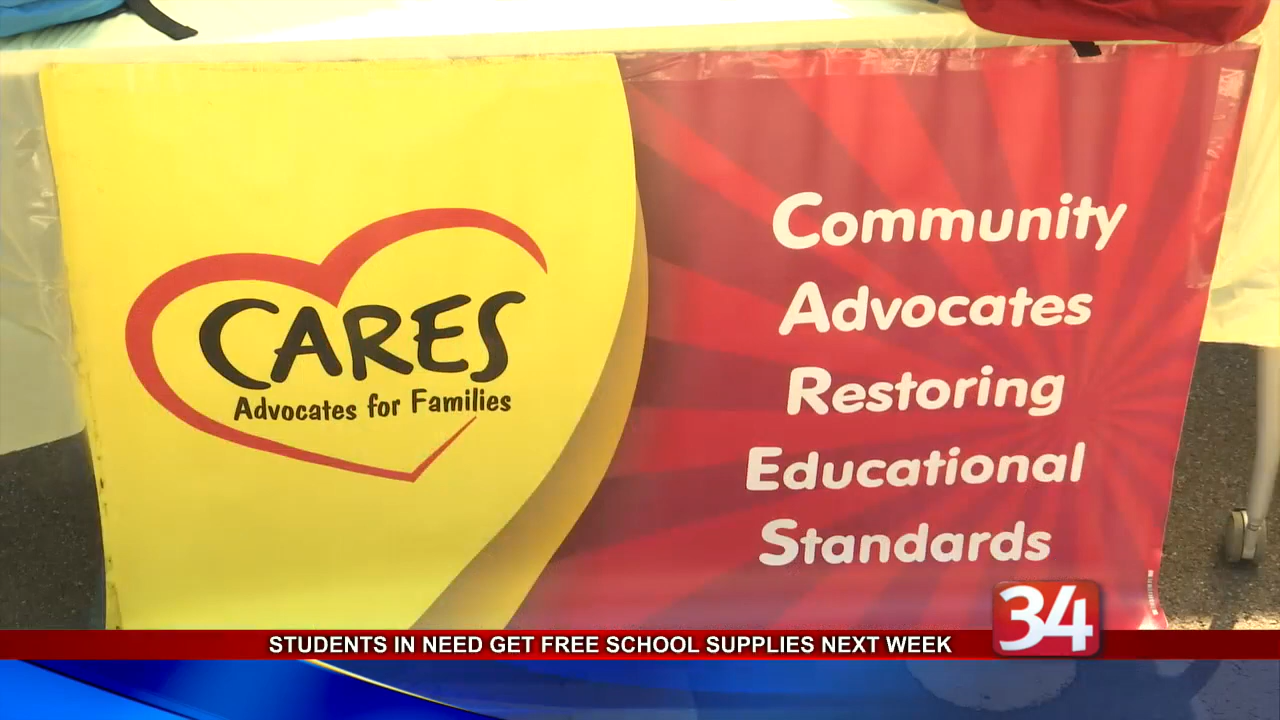 CARES
Advocates for Families
Community
Advocates
Restoring
Educational
Standards
34
STUDENTS IN NEED GET FREE SCHOOL SUPPLIES NEXT WEEK